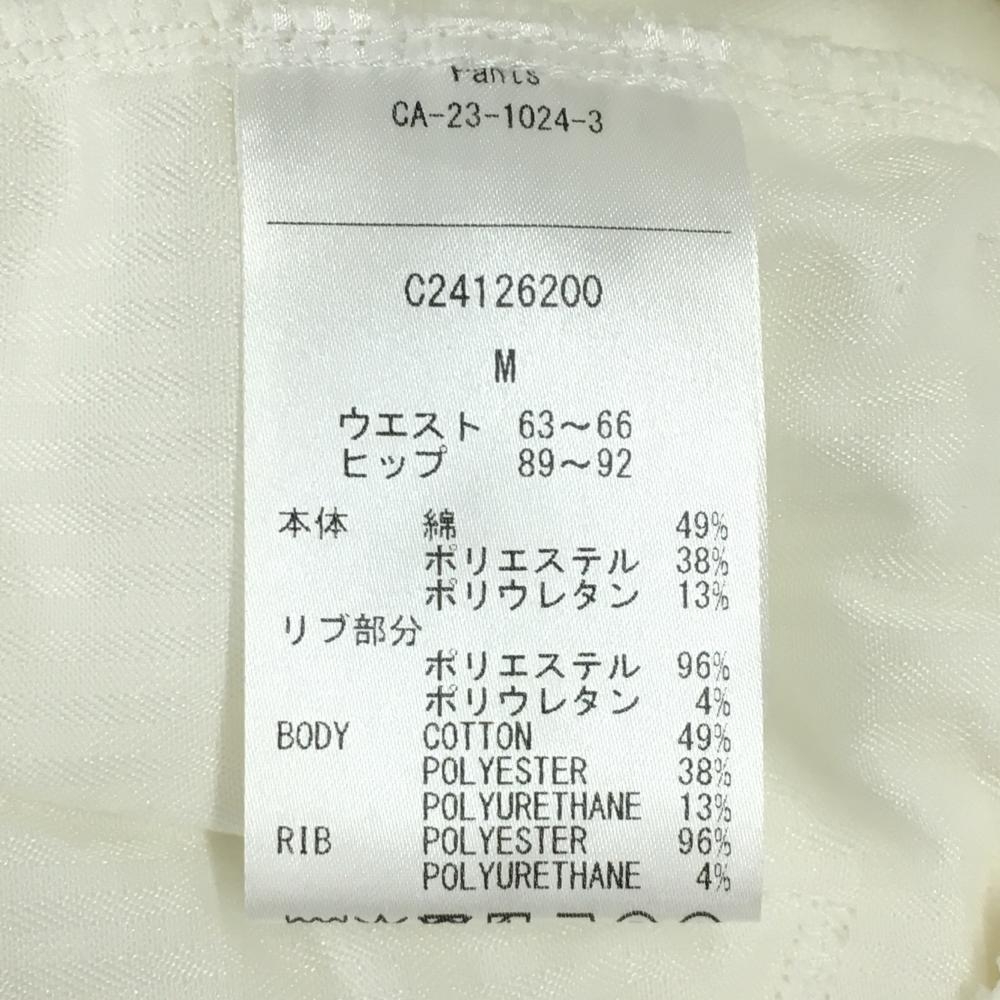 Pants
CA-23-1024-3
C24126200
M
ウエスト 63～66
ヒップ 89～92
本体 綿 49%
ポリエステル 38%
ポリウレタン 13%
リブ部分
ポリエステル 96%
ポリウレタン 4%
BODY COTTON 49%
POLYESTER 38%
POLYURETHANE 13%
RIB POLYESTER 96%
POLYURETHANE 4%